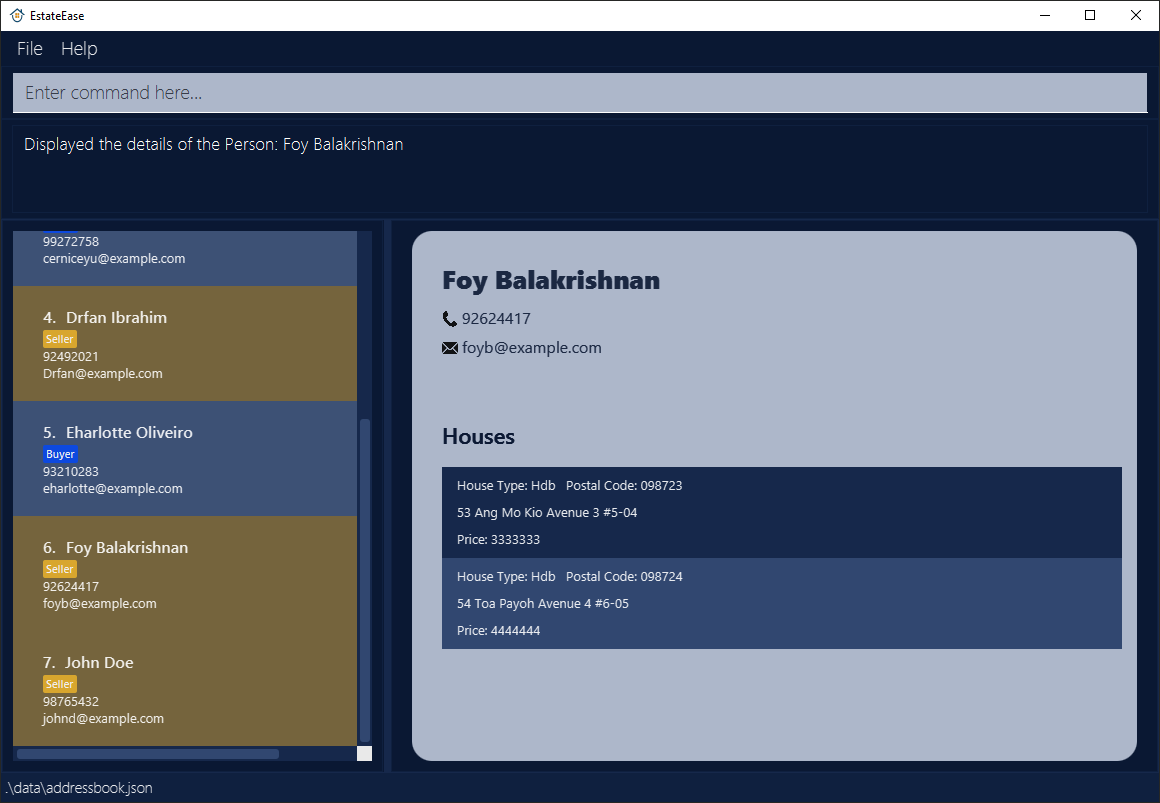 EstateEase
File Help
Enter command here...
Displayed the details of the Person: Foy Balakrishnan
99272758
cerniceyu@example.com
4. Drfan Ibrahim
Seller
92492021
Drfan@example.com
5. Eharlotte Oliveiro
Buyer
93210283
eharlotte@example.com
6. Foy Balakrishnan
Seller
92624417
foyb@example.com
7. John Doe
Seller
98765432
johnd@example.com
Foy Balakrishnan
92624417
foyb@example.com
Houses
House Type: Hdb Postal Code: 098723
53 Ang Mo Kio Avenue 3 #5-04
Price: 3333333
House Type: Hdb Postal Code: 098724
54 Toa Payoh Avenue 4 #6-05
Price: 4444444
.\data\addressbook.json